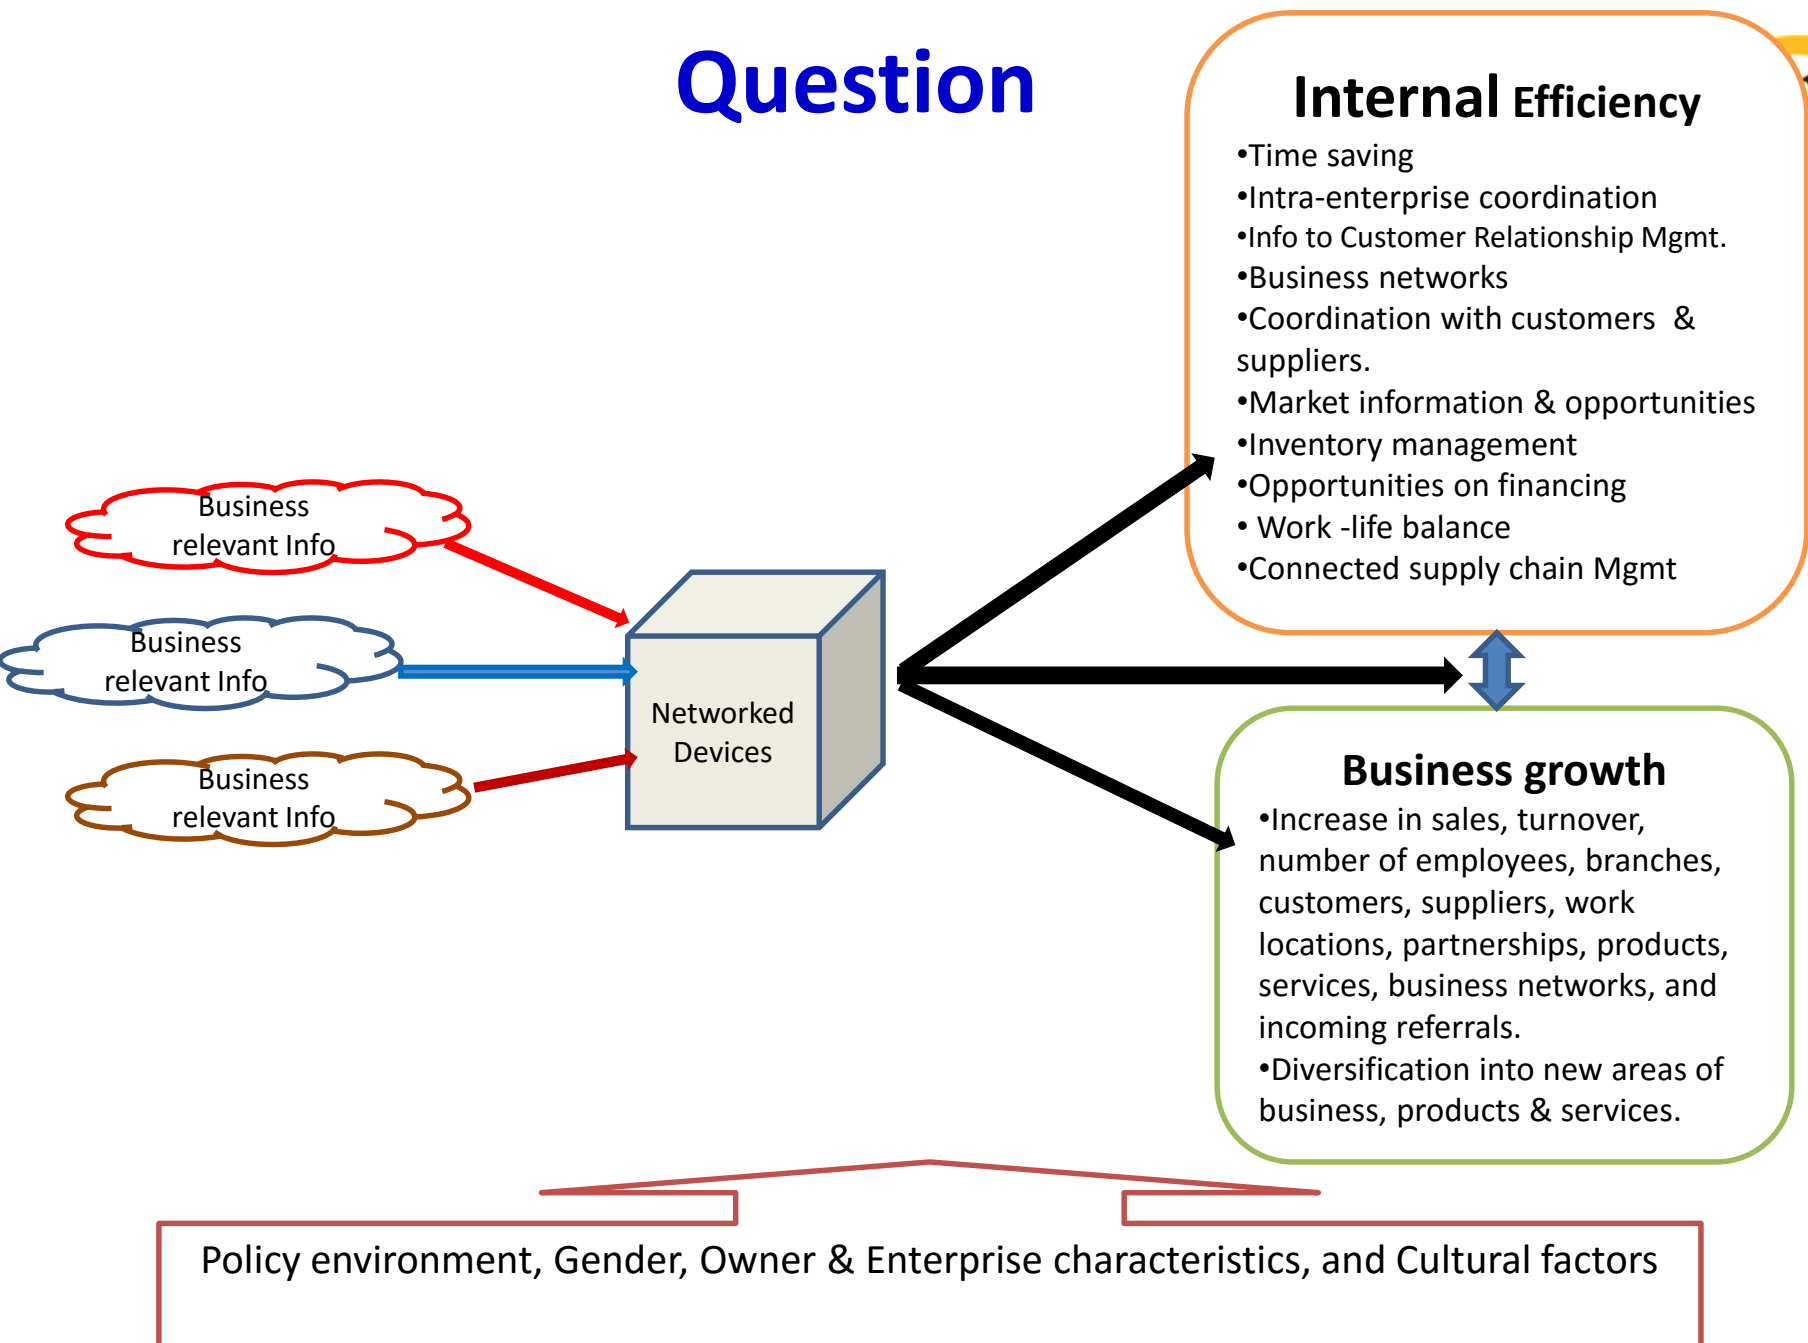 Question
Internal Efficiency
•Time saving
•Intra-enterprise coordination
•Info to Customer Relationship Mgmt.
•Business networks
•Coordination with customers & 
suppliers.
•Market information & opportunities
•Inventory management
•Opportunities on financing
• Work -life balance
•Connected supply chain Mgmt
Business
relevant Info
Business
relevant Info
Business
relevant Info
Networked
Devices
Business growth
•Increase in sales, turnover,
number of employees, branches,
customers, suppliers, work
locations, partnerships, products,
services, business networks, and
incoming referrals.
•Diversification into new areas of
business, products & services.
Policy environment, Gender, Owner & Enterprise characteristics, and Cultural factors